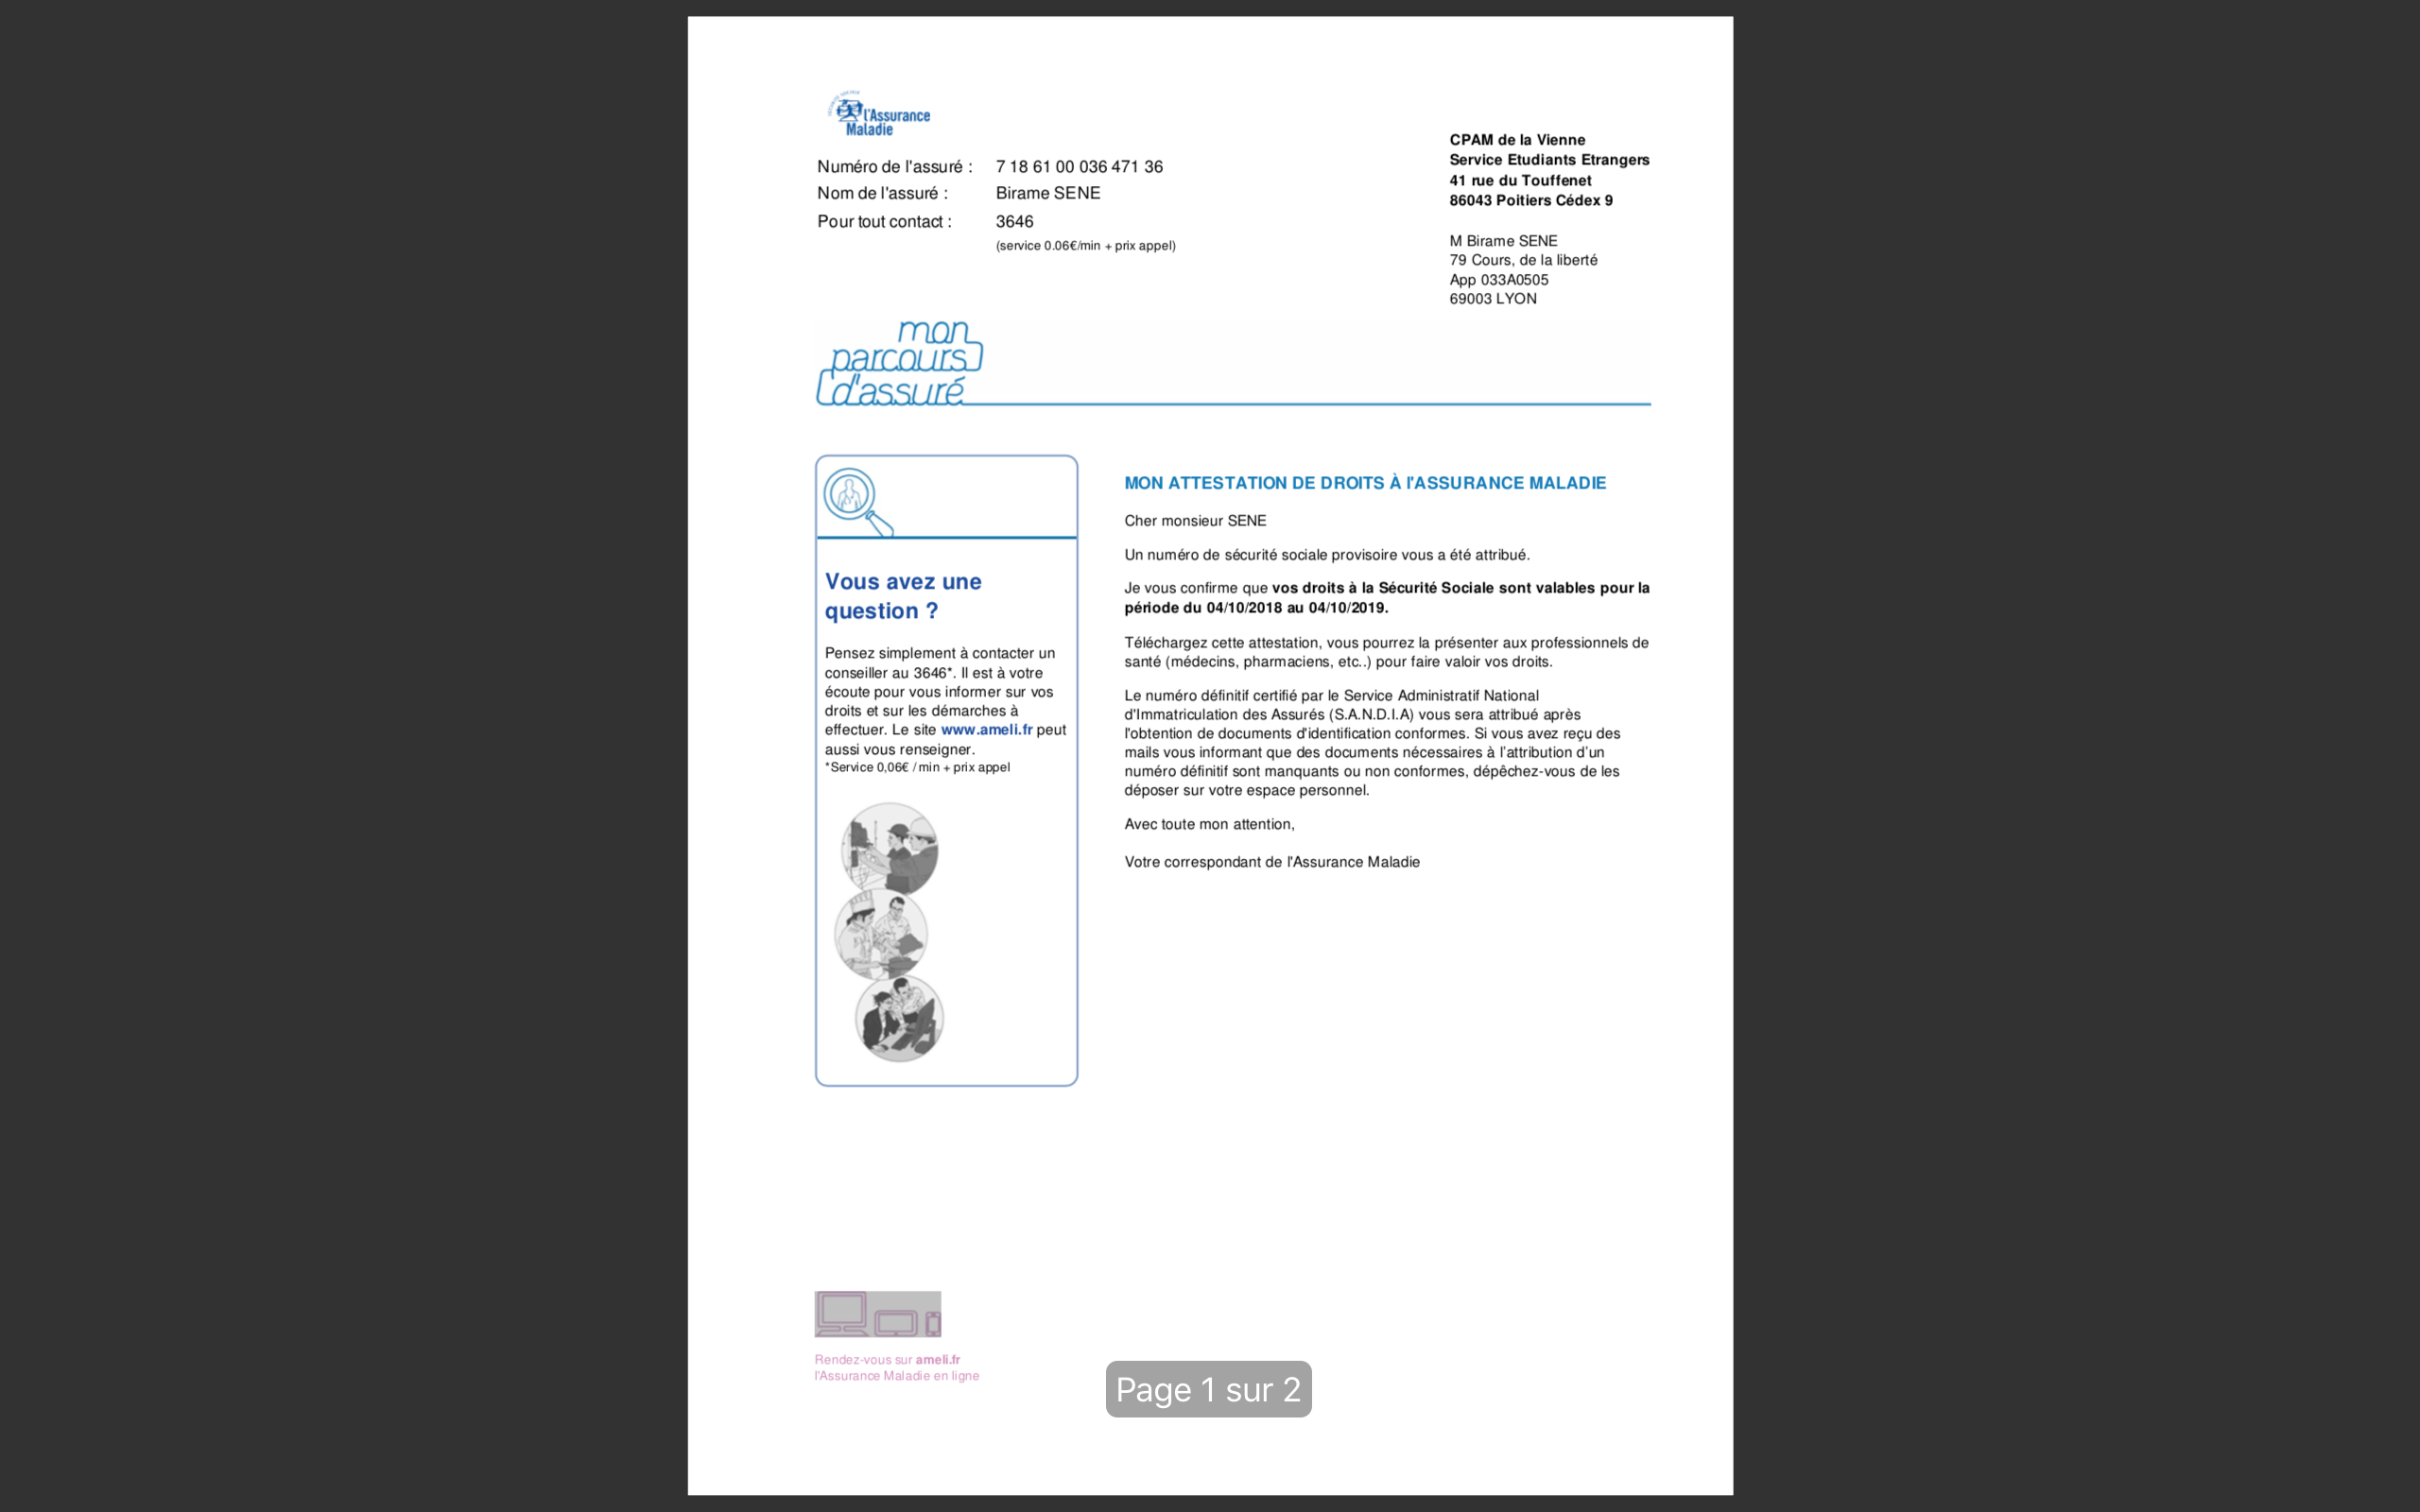 l'Assurance
Maladie
Numéro de l'assuré : 7 18 61 00 036 471 36
Nom de l'assuré : Birame SENE
Pour tout contact : 3646
(service 0.06€/min + prix appel)
CPAM de la Vienne
Service Etudiants Etrangers
41 rue du Touffenet
86043 Poitiers Cédex 9
M Birame SENE
79 Cours, de la liberté
App 033A0505
69003 LYON
mon
parcours
d'assuré
Vous avez une
question ?
Pensez simplement à contacter un
conseiller au 3646*. Il est à votre
écoute pour vous informer sur vos
droits et sur les démarches à
effectuer. Le site www.ameli.fr peut
aussi vous renseigner.
*Service 0,06€ / min + prix appel
MON ATTESTATION DE DROITS À l'ASSURANCE MALADIE
Cher monsieur SENE
Un numéro de sécurité sociale provisoire vous a été attribué.
Je vous confirme que vos droits à la Sécurité Sociale sont valables pour la
période du 04/10/2018 au 04/10/2019.
Téléchargez cette attestation, vous pourrez la présenter aux professionnels de
santé (médecins, pharmaciens, etc..) pour faire valoir vos droits.
Le numéro définitif certifié par le Service Administratif National
d'Immatriculation des Assurés (S.A.N.D.I.A) vous sera attribué après
l'obtention de documents d'identification conformes. Si vous avez reçu des
mails vous informant que des documents nécessaires à l’attribution d’un
numéro définitif sont manquants ou non conformes, dépêchez-vous de les
déposer sur votre espace personnel.
Avec toute mon attention,
Votre correspondant de l'Assurance Maladie
Rendez-vous sur ameli.fr
l'Assurance Maladie en ligne
Page 1 sur 2